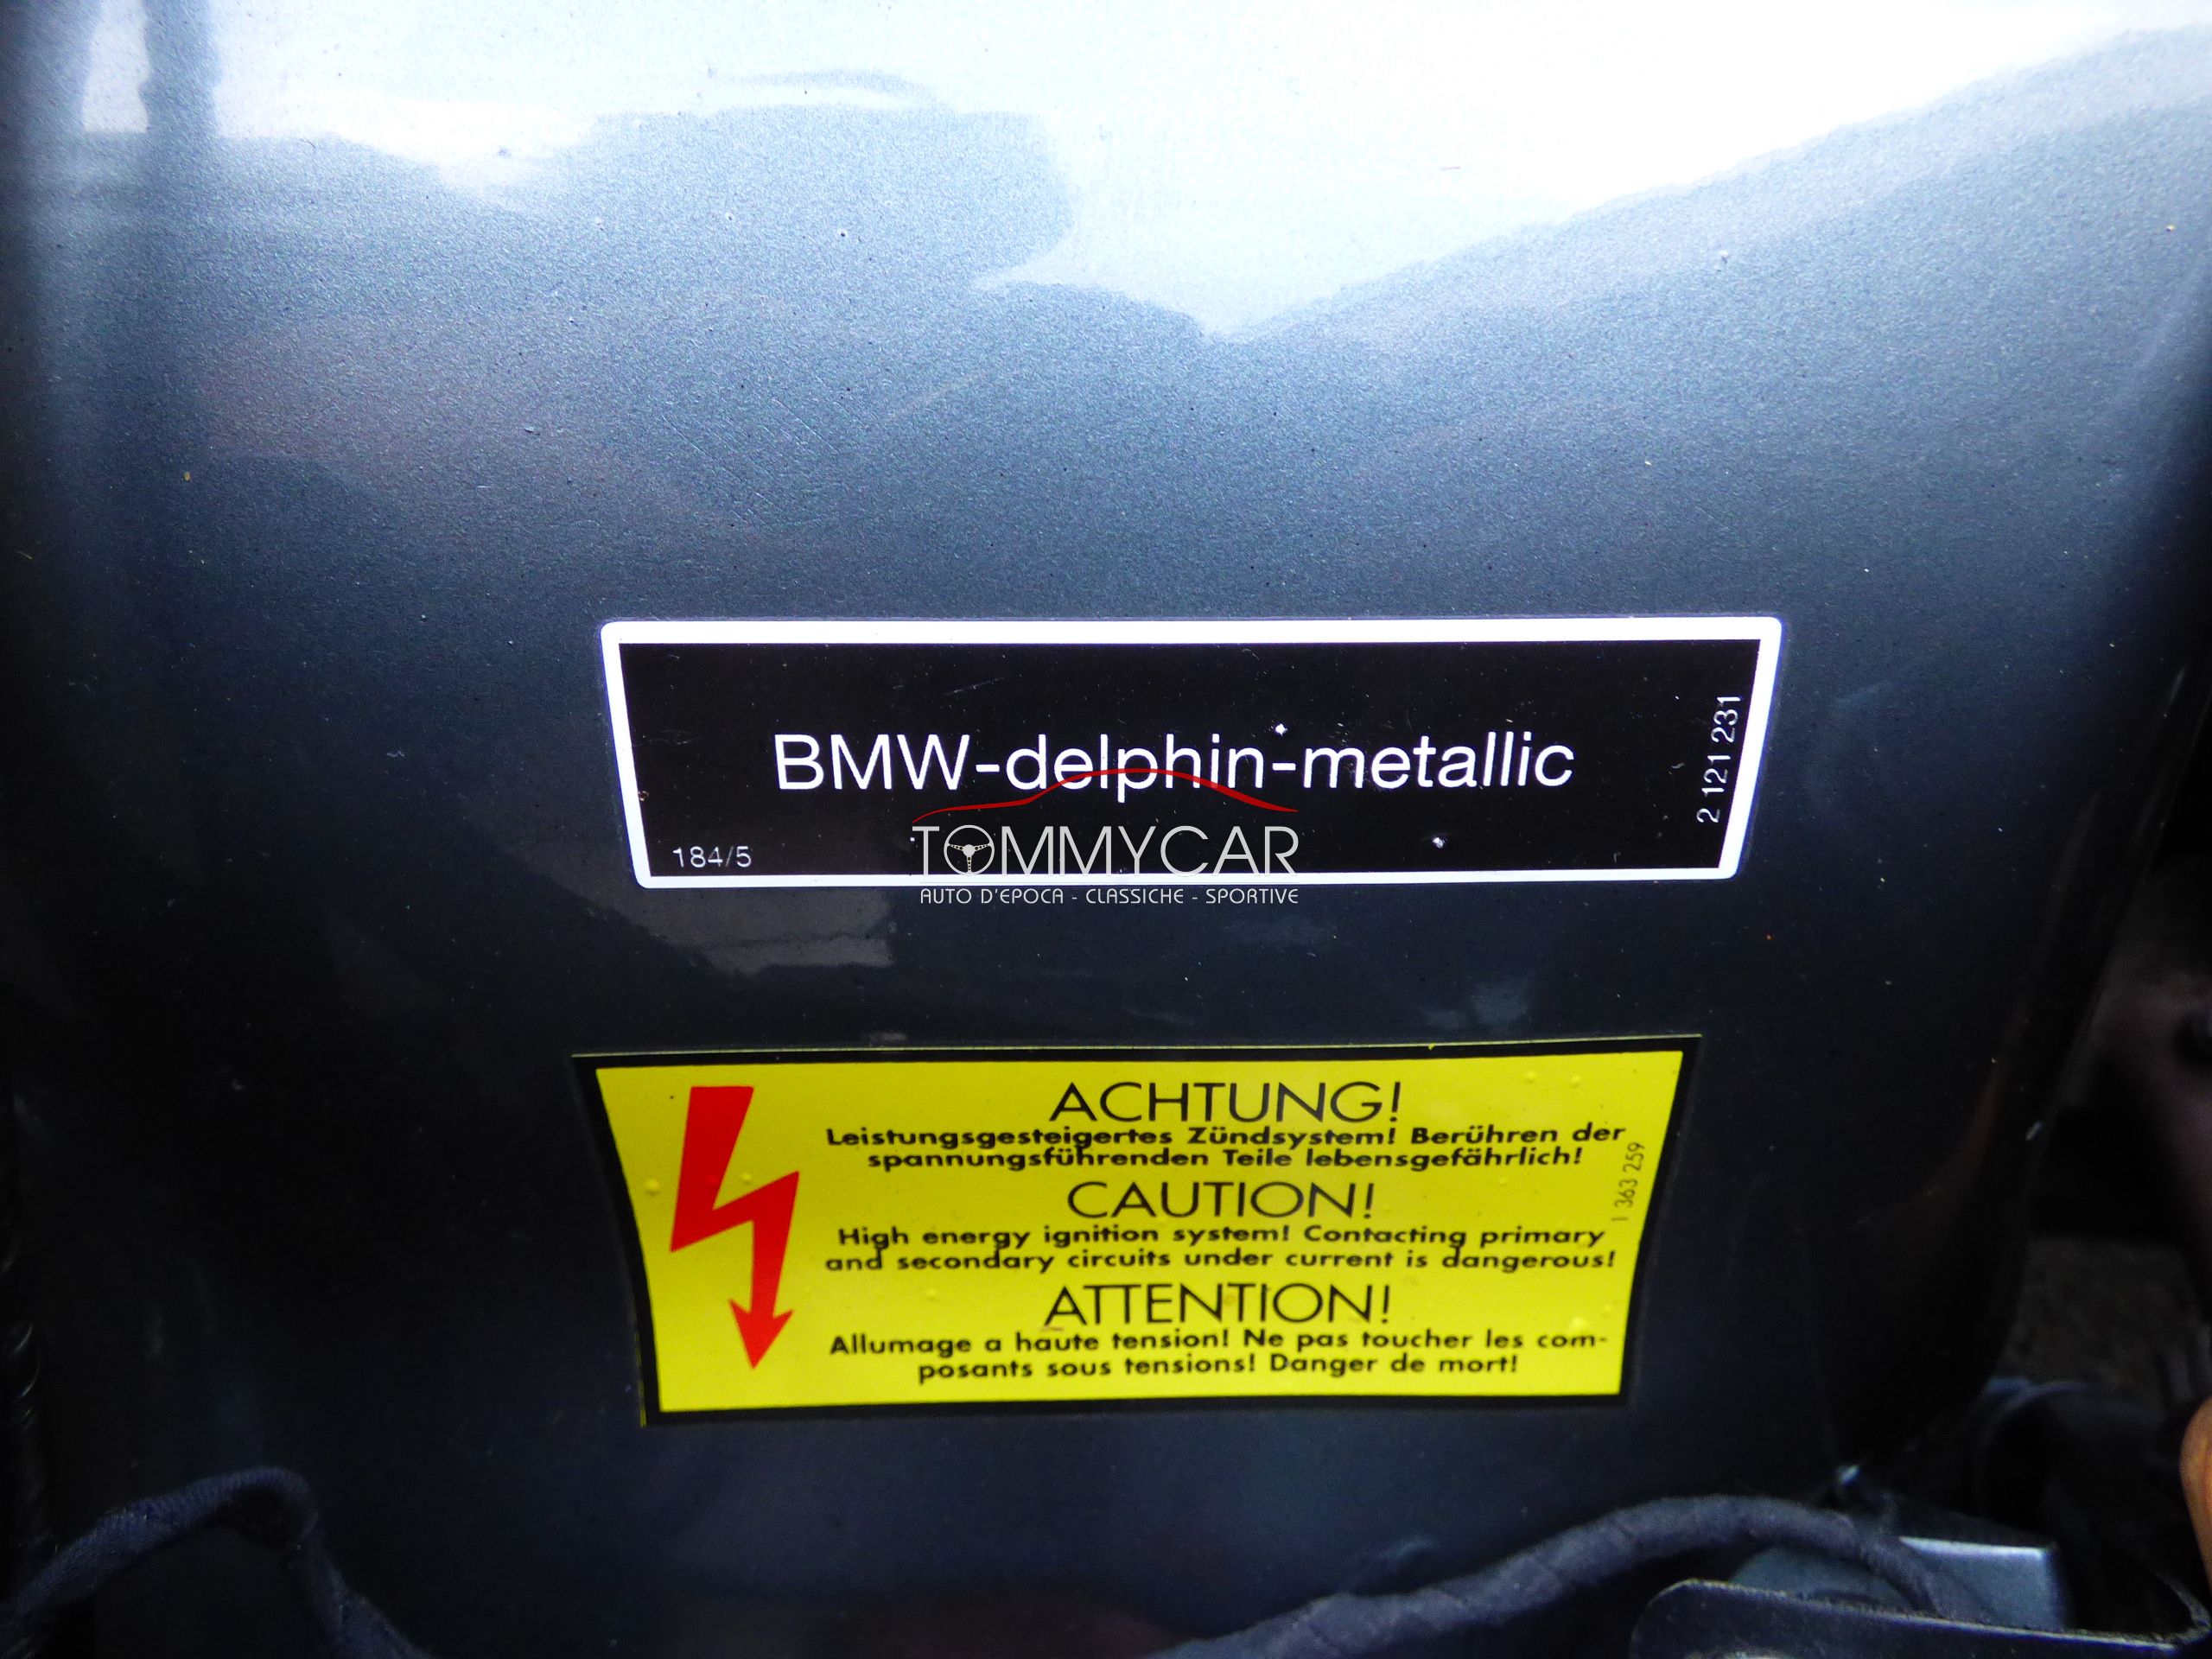 BMW-delphin-metallic
2 121 231
184/5
TOMMYCAR
AUTO D'EPOCA - CLASSICHE - SPORTIVE
ACHTUNG!
Leistungsgesteigertes Zündsystem! Berühren der
spannungsführenden Teile lebensgefährlich!
CAUTION!
High energy ignition system! Contacting primary
and secondary circuits under current is dangerous!
ATTENTION!
Allumage a haute tension! Ne pas toucher les com-
posants sous tensions! Danger de mort!
1 363 259